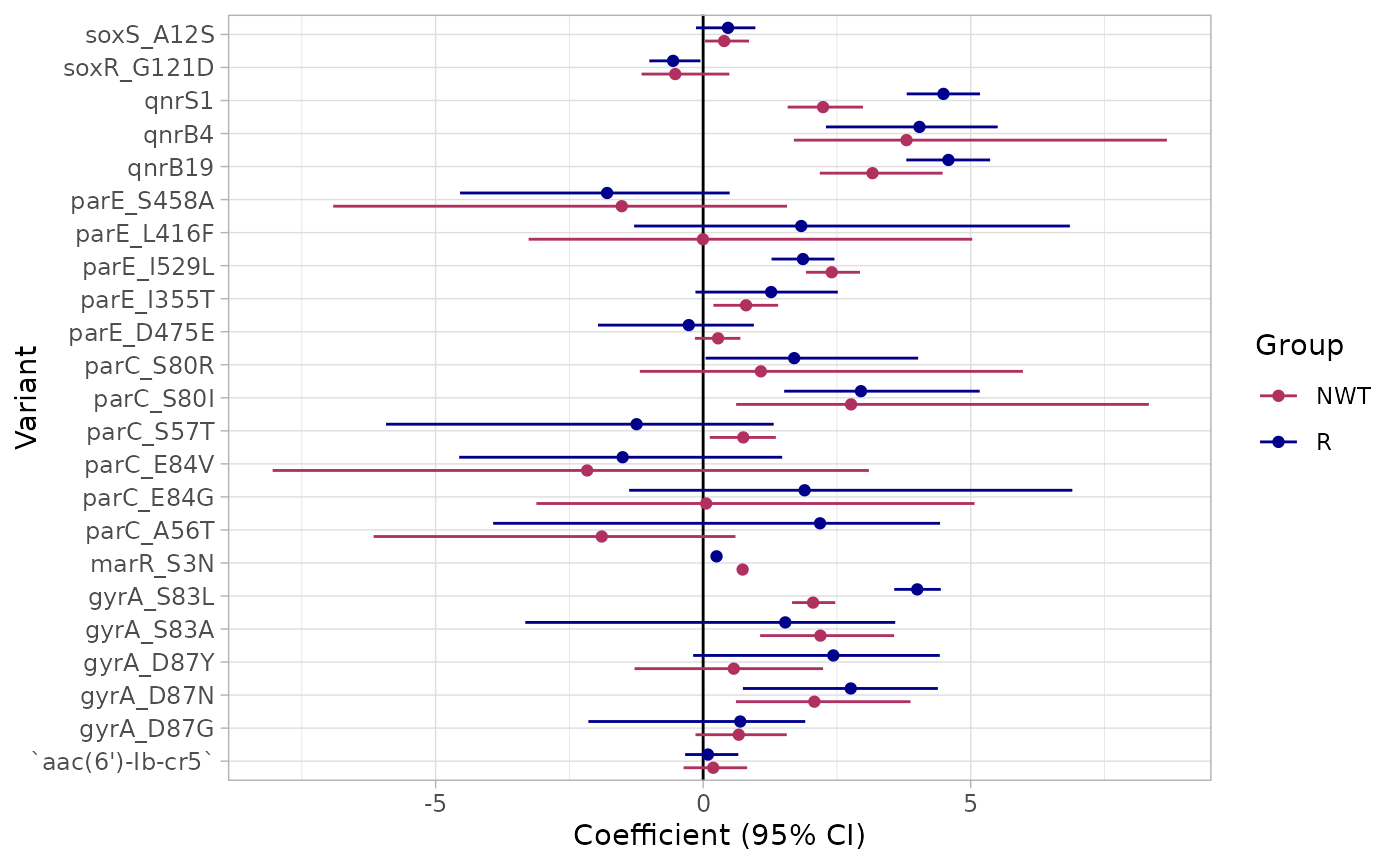 soxS_A12S
soxR_G121D
qnrS1
qnrB4
qnrB19
parE_S458A
parE_L416F
parE_I529L
parE_I355T
parE_D475E
parC_S80R
parC_S80I
parC_S57T
parC_E84V
parC_E84G
parC_A56T
marR_S3N
gyrA_S83L
gyrA_S83A
gyrA_D87Y
gyrA_D87N
gyrA_D87G
`aac(6')-Ib-cr5`
Variant
-5 0 5
Coefficient (95% CI)
Group
NWT
R